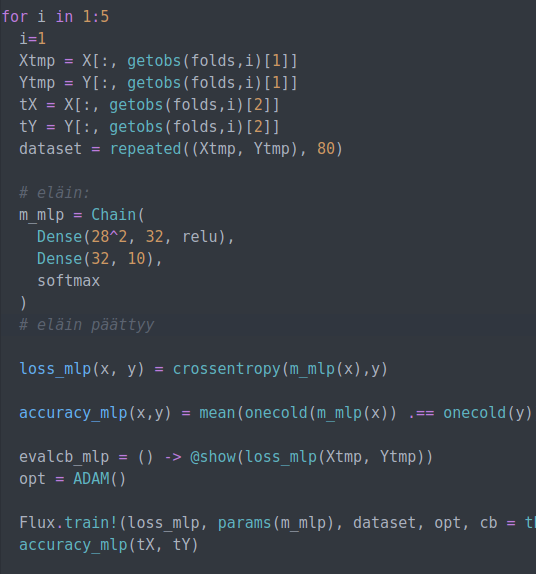 for i in 1:5
i=1
Xtmp = X[:, getobs(folds,i)[1]]
Ytmp = Y[:, getobs(folds,i)[1]]
tX = X[:, getobs(folds,i)[2]]
tY = Y[:, getobs(folds,i)[2]]
dataset = repeated((Xtmp, Ytmp), 80)
# eläin:
m_mlp = Chain(
Dense(28^2, 32, relu),
Dense(32, 10),
softmax
)
# eläin päättyy
loss_mlp(x, y) = crossentropy(m_mlp(x),y)
accuracy_mlp(x,y) = mean(onecold(m_mlp(x)) .== onecold(y)
evalcb_mlp = () -> @show(loss_mlp(Xtmp, Ytmp))
opt = ADAM()
Flux.train!(loss_mlp, params(m_mlp), dataset, opt, cb =
accuracy_mlp(tX, tY)